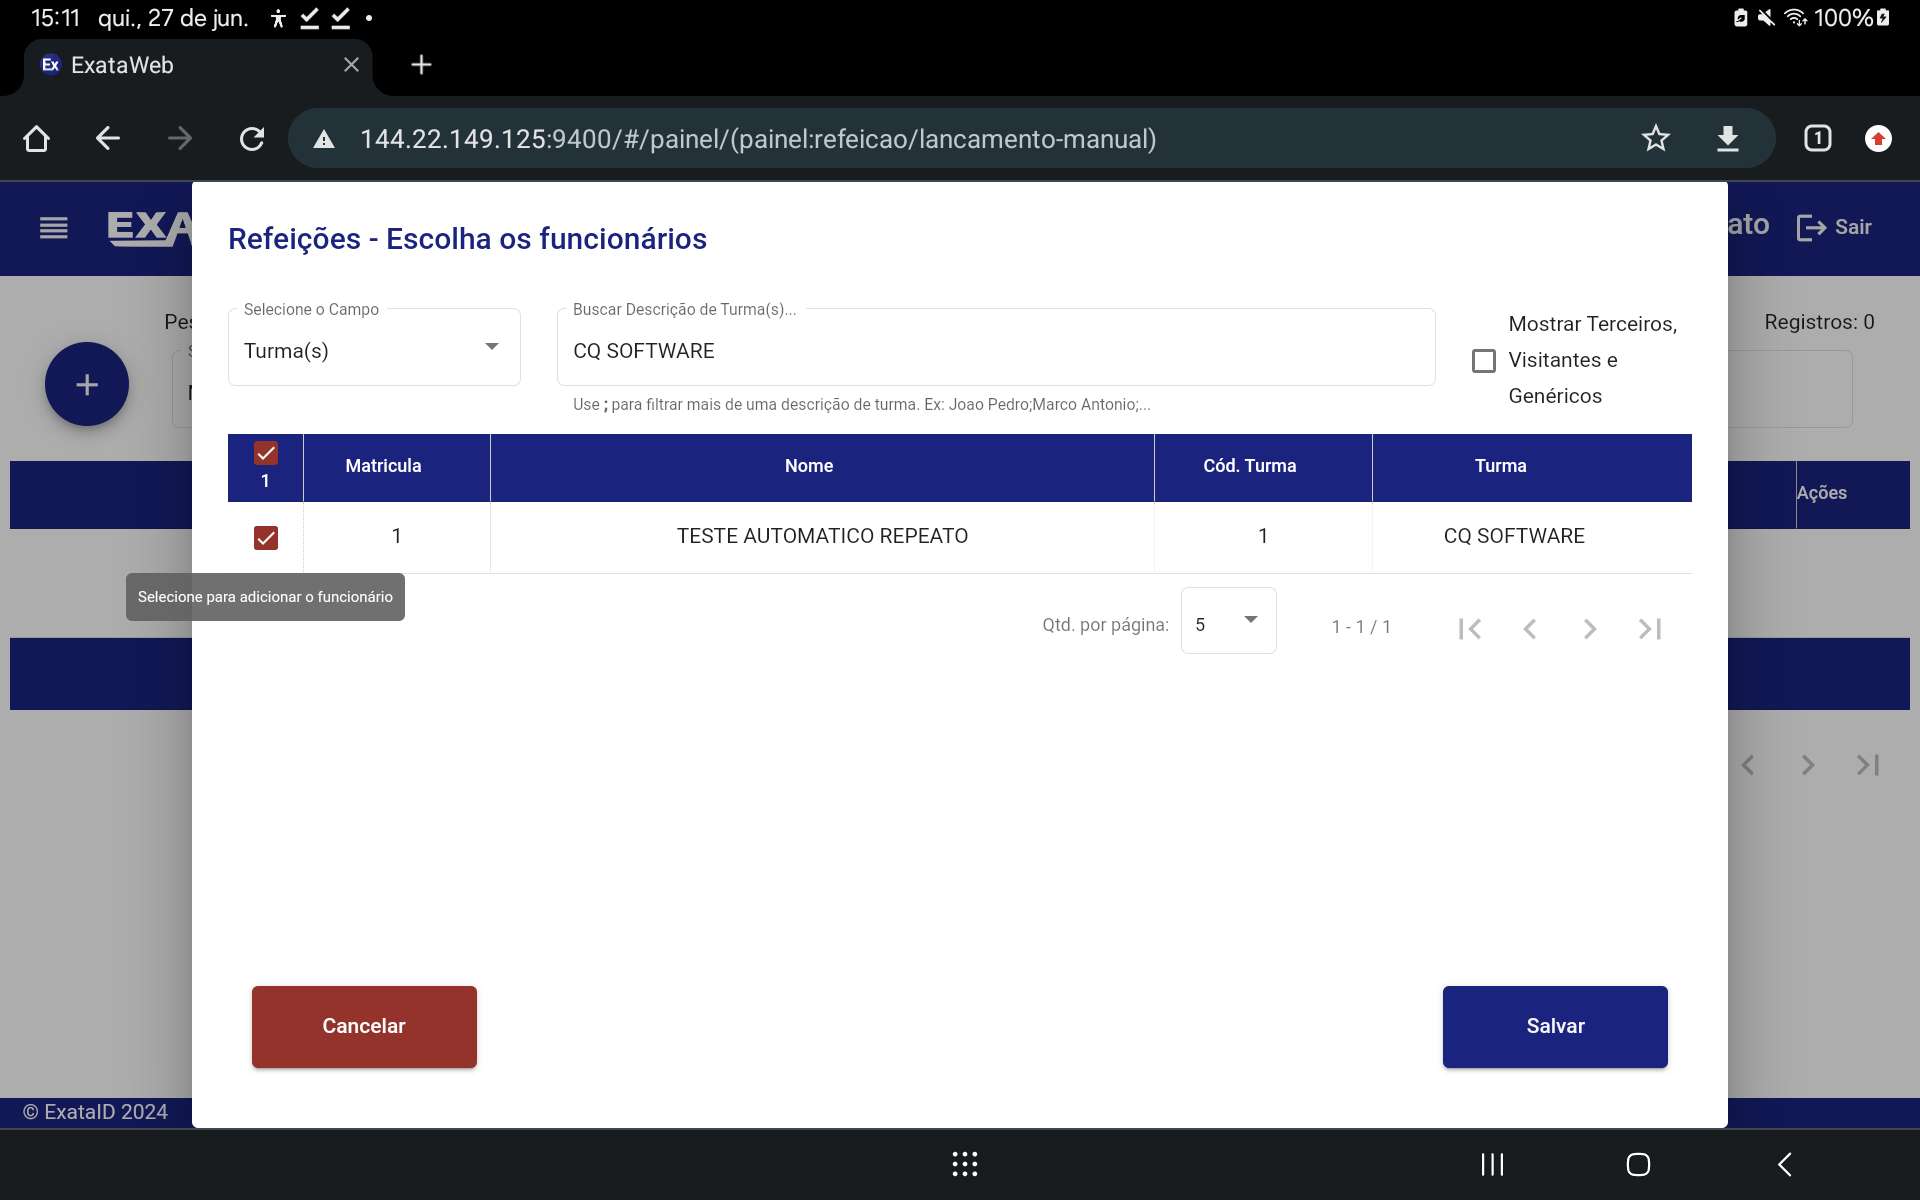 15:11 qui., 27 de jun. 100%
Ex ExataWeb
144.22.149.125:9400/#/painel/(painel:refeicao/lancamento-manual) 1
EXA
ato Sair
Refeições - Escolha os funcionários
Pes
Registros: 0
Selecione o Campo
Turma(s)
Buscar Descrição de Turma(s)...
CQ SOFTWARE
Use ; para filtrar mais de uma descrição de turma. Ex: Joao Pedro;Marco Antonio;...
Mostrar Terceiros,
Visitantes e
Genéricos
1 Matricula Nome Cód. Turma Turma
Ações
1 TESTE AUTOMATICO REPEATO 1 CQ SOFTWARE
Selecione para adicionar o funcionário
Qtd. por página: 5 1 - 1 / 1
Cancelar Salvar
© ExataID 2024